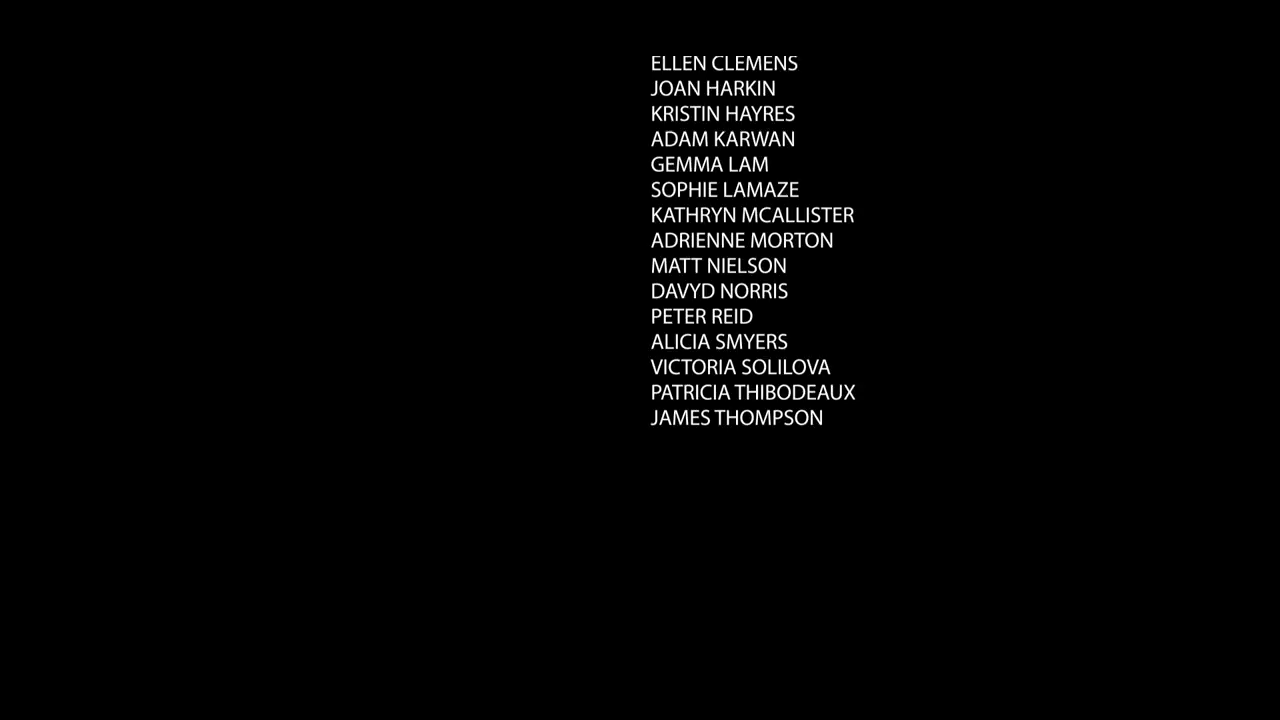 ELLEN CLEMENS
JOAN HARKIN
KRISTIN HAYRES
ADAM KARWAN
GEMMA LAM
SOPHIE LAMAZE
KATHRYN MCALLISTER
ADRIENNE MORTON
MATT NIELSON
DAVYD NORRIS
PETER REID
ALICIA SMYERS
VICTORIA SOLILOVA
PATRICIA THIBODEAUX
JAMES THOMPSON